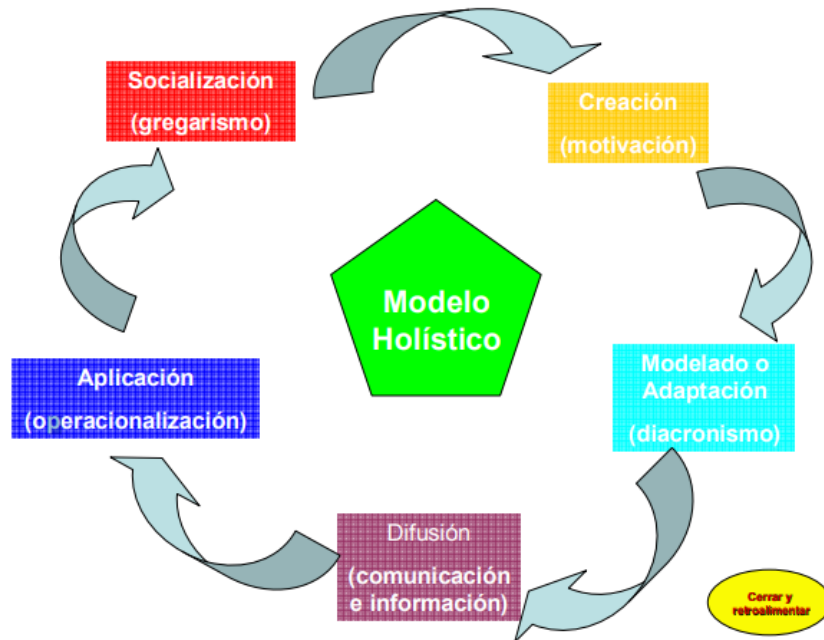 Socialización
(gregarismo)
Creación
(motivación)
Modelo
Holístico
Modelado o
Adaptación
(diacronismo)
Aplicación
(operacionalización)
Difusión
(comunicación
e información)
Cerrar y
retroalimentar